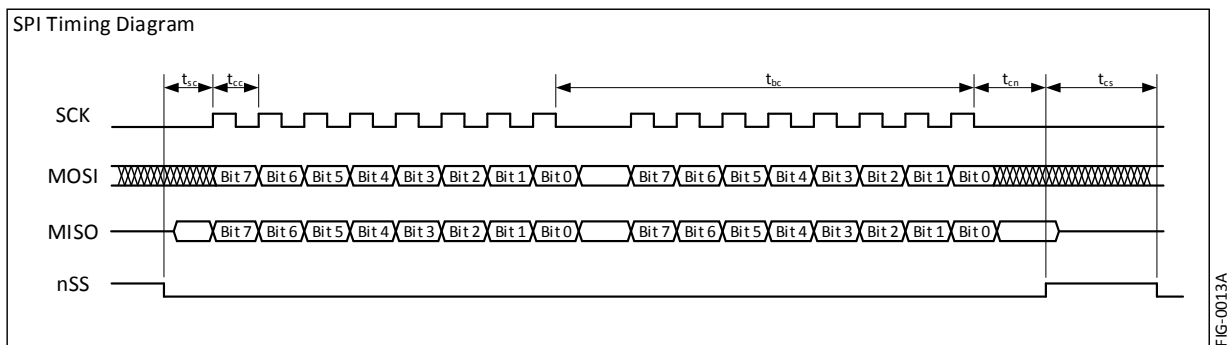 SPI Timing Diagram
tsc tcc tbc tcn tcs
SCK
MOSI Bit 7 Bit 6 Bit 5 Bit 4 Bit 3 Bit 2 Bit 1 Bit 0 Bit 7 Bit 6 Bit 5 Bit 4 Bit 3 Bit 2 Bit 1 Bit 0
MISO Bit 7 Bit 6 Bit 5 Bit 4 Bit 3 Bit 2 Bit 1 Bit 0 Bit 7 Bit 6 Bit 5 Bit 4 Bit 3 Bit 2 Bit 1 Bit 0
nSS
FIG-0013A